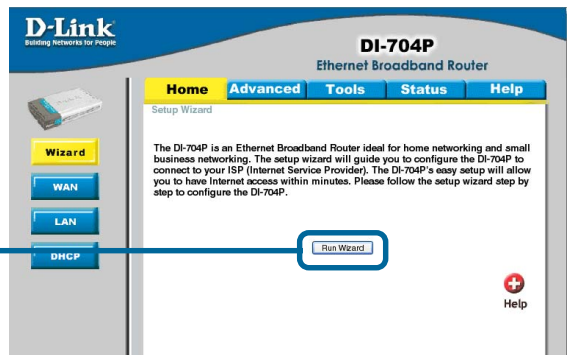 D-Link
Building Networks for People
DI-704P
Ethernet Broadband Router
Home Advanced Tools Status Help
Setup Wizard
The DI-704P is an Ethernet Broadband Router ideal for home networking and small
business networking. The setup wizard will guide you to configure the DI-704P to
connect to your ISP (Internet Service Provider). The DI-704P's easy setup will allow
you to have Internet access within minutes. Please follow the setup wizard step by
step to configure the DI-704P.
Wizard
WAN
LAN
DHCP
Run Wizard
Help